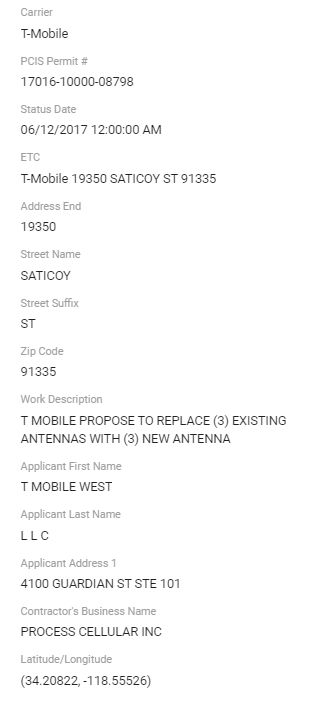 Carrier
T-Mobile
PCIS Permit #
17016-10000-08798
Status Date
06/12/2017 12:00:00 AM
ETC
T-Mobile 19350 SATICOY ST 91335
Address End
19350
Street Name
SATICOY
Street Suffix
ST
Zip Code
91335
Work Description
T MOBILE PROPOSE TO REPLACE (3) EXISTING
ANTENNAS WITH (3) NEW ANTENNA
Applicant First Name
T MOBILE WEST
Applicant Last Name
L L C
Applicant Address 1
4100 GUARDIAN ST STE 101
Contractor's Business Name
PROCESS CELLULAR INC
Latitude/Longitude
(34.20822, -118.55526)